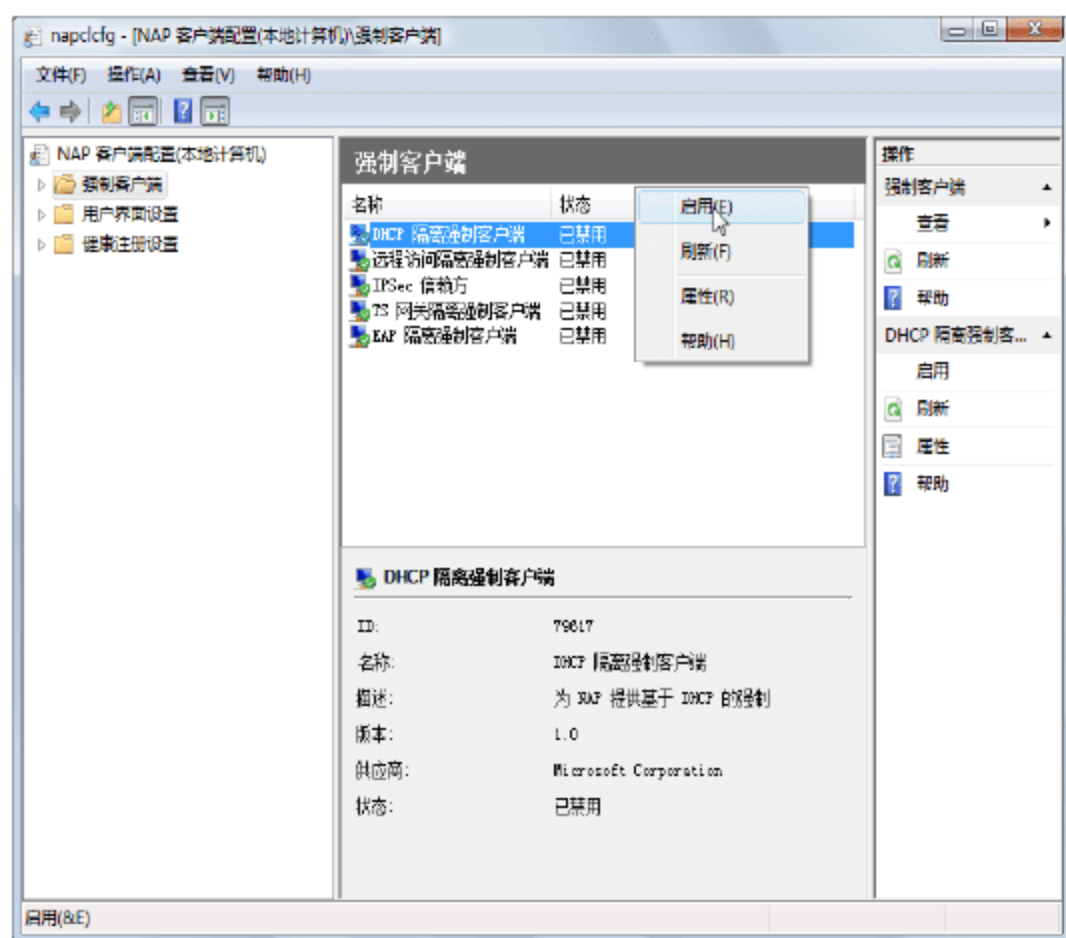 napclcfg - [NAP 客户端配置(本地计算机)\强制客户端]
文件(F) 操作(A) 查看(V) 帮助(H)
NAP 客户端配置(本地计算机)
强制客户端
用户界面设置
健康注册设置
强制客户端
名称 状态
DHCP 隔离强制客户端 已禁用
远程访问隔离强制客户端 已禁用
IPSec 信赖方 已禁用
TS 网关隔离强制客户端 已禁用
EAP 隔离强制客户端 已禁用
启用(E)
刷新(F)
属性(R)
帮助(H)
DHCP 隔离强制客户端
ID: 79617
名称: DHCP 隔离强制客户端
描述: 为 NAP 提供基于 DHCP 的强制
版本: 1.0
供应商: Microsoft Corporation
状态: 已禁用
操作
强制客户端
查看
刷新
帮助
DHCP 隔离强制客...
启用
刷新
属性
帮助
启用(&E)